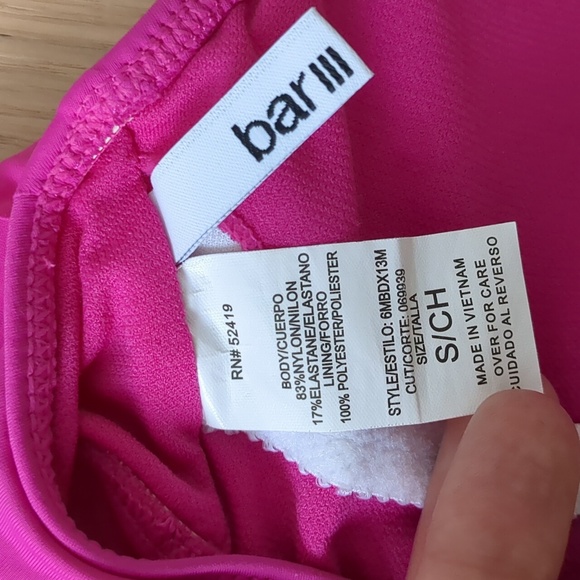 bar III
RN# 52419
BODY/CUERPO
83%NYLON/NILON
17%ELASTANE/ELASTANO
LINING/FORRO
100% POLYESTER/POLIESTER
STYLE/ESTILO: 6MBDX13M
CUT/CORTE: 069939
SIZE/TALLA
S/CH
MADE IN VIETNAM
OVER FOR CARE
CUIDADO AL REVERSO